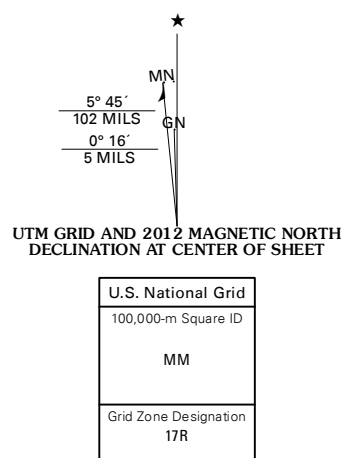 MN
GN
5° 45´
102 MILS
0° 16´
5 MILS
UTM GRID AND 2012 MAGNETIC NORTH
DECLINATION AT CENTER OF SHEET
U.S. National Grid
100,000-m Square ID
MM
Grid Zone Designation
17R